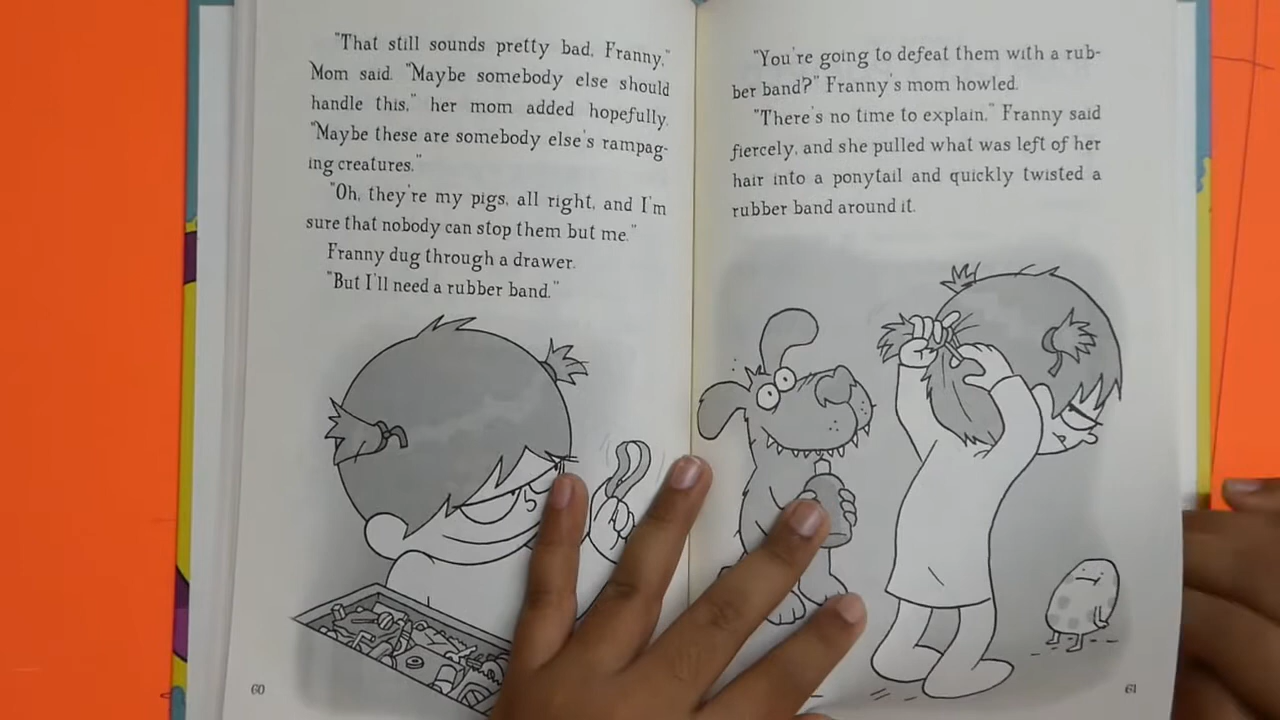 "That still sounds pretty bad, Franny,"
Mom said. "Maybe somebody else should
handle this," her mom added hopefully.
"Maybe these are somebody else's rampag-
ing creatures."
"Oh, they're my pigs, all right, and I'm
sure that nobody can stop them but me."
Franny dug through a drawer.
"But I'll need a rubber band."
60
"You're going to defeat them with a rub-
ber band?" Franny's mom howled.
"There's no time to explain," Franny said
fiercely, and she pulled what was left of her
hair into a ponytail and quickly twisted a
rubber band around it.
61